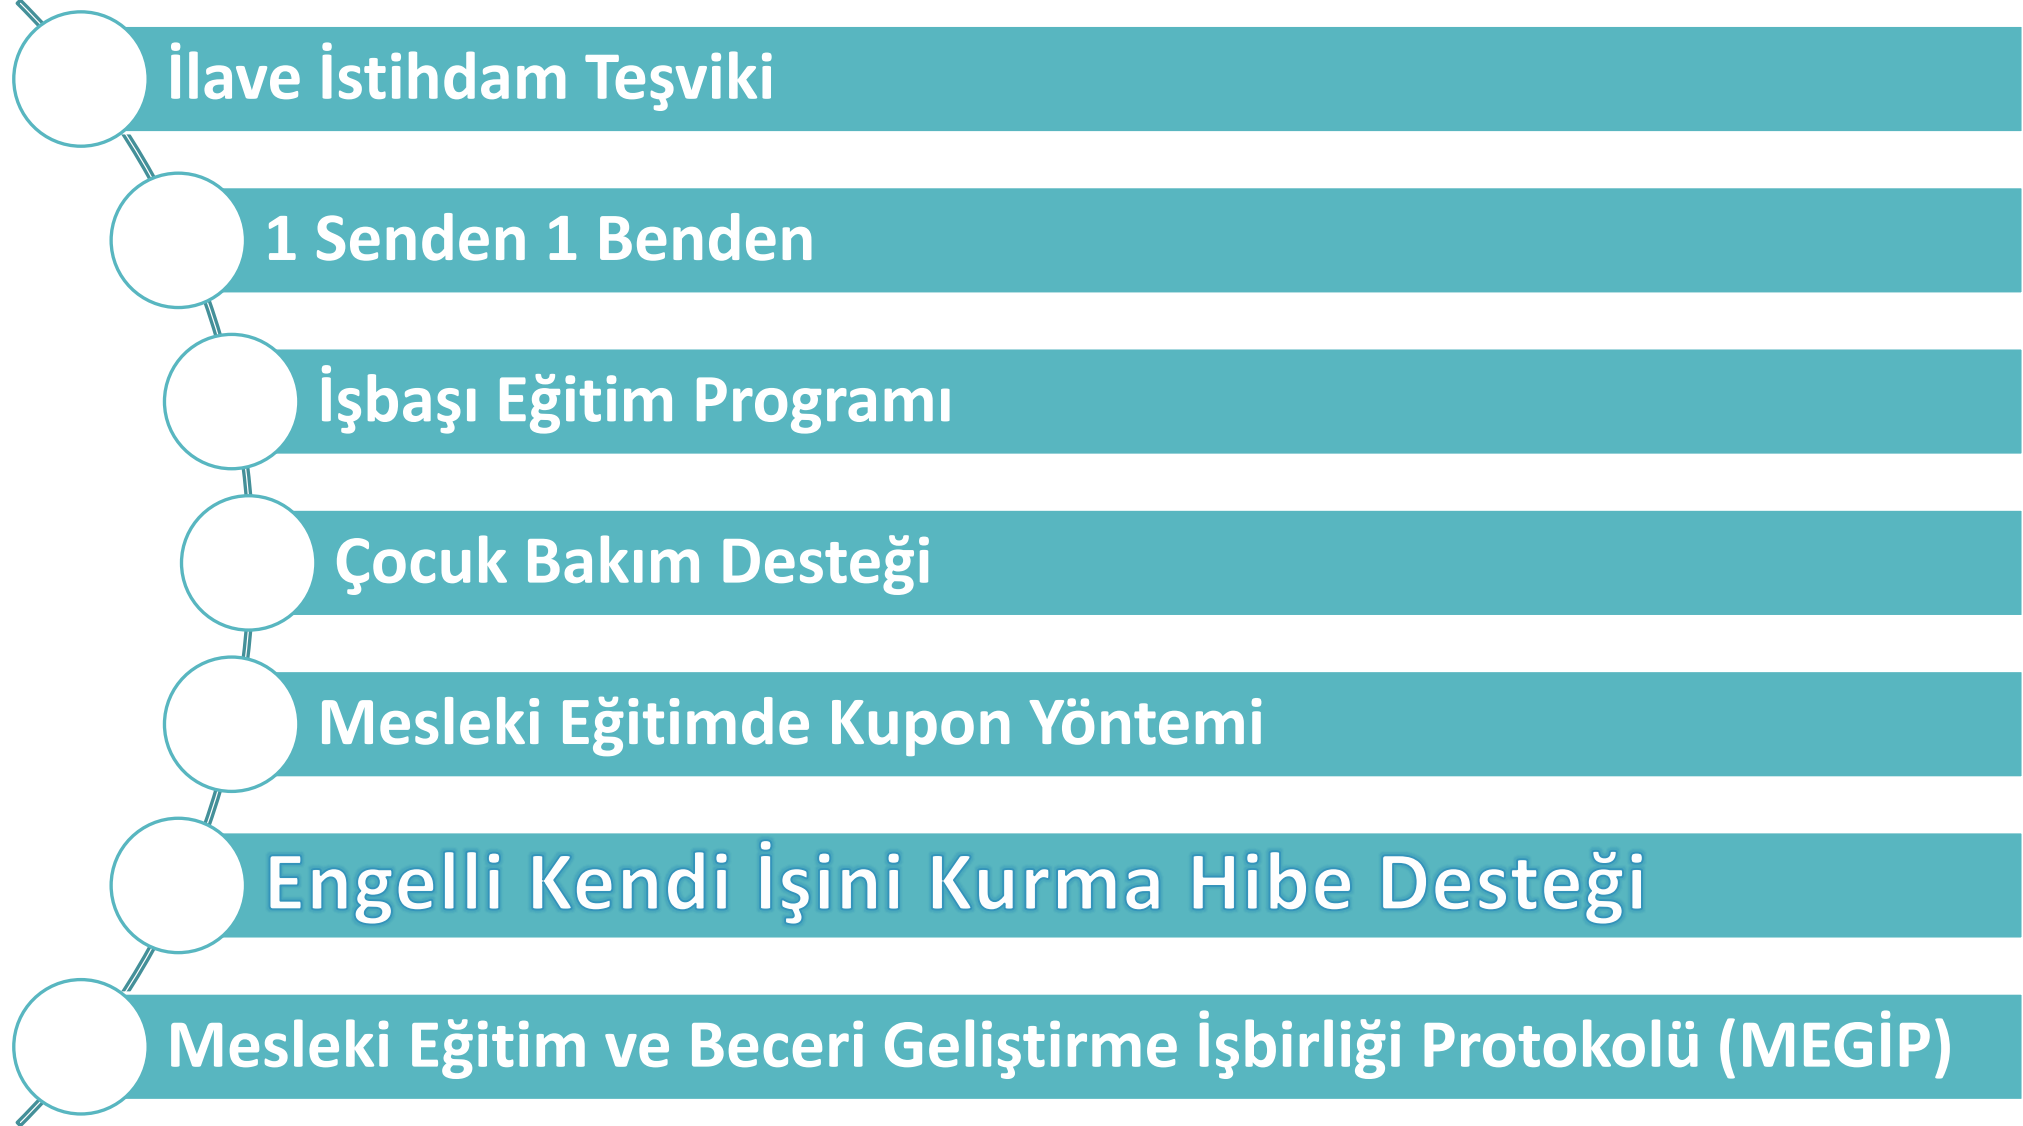 İlave İstihdam Teşviki
1 Senden 1 Benden
İşbaşı Eğitim Programı
Çocuk Bakım Desteği
Mesleki Eğitimde Kupon Yöntemi
Engelli Kendi İşini Kurma Hibe Desteği
Mesleki Eğitim ve Beceri Geliştirme İşbirliği Protokolü (MEGİP)